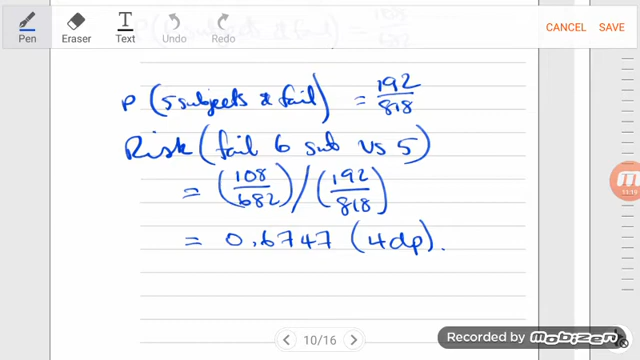 CANCEL SAVE
Pen Eraser Text Undo Redo
P (5 subjects & fail) = 192/818
Risk (fail 6 sub vs 5)
= (108/682) / (192/818)
= 0.6747 (4dp).
10/16
Recorded by Mobizen